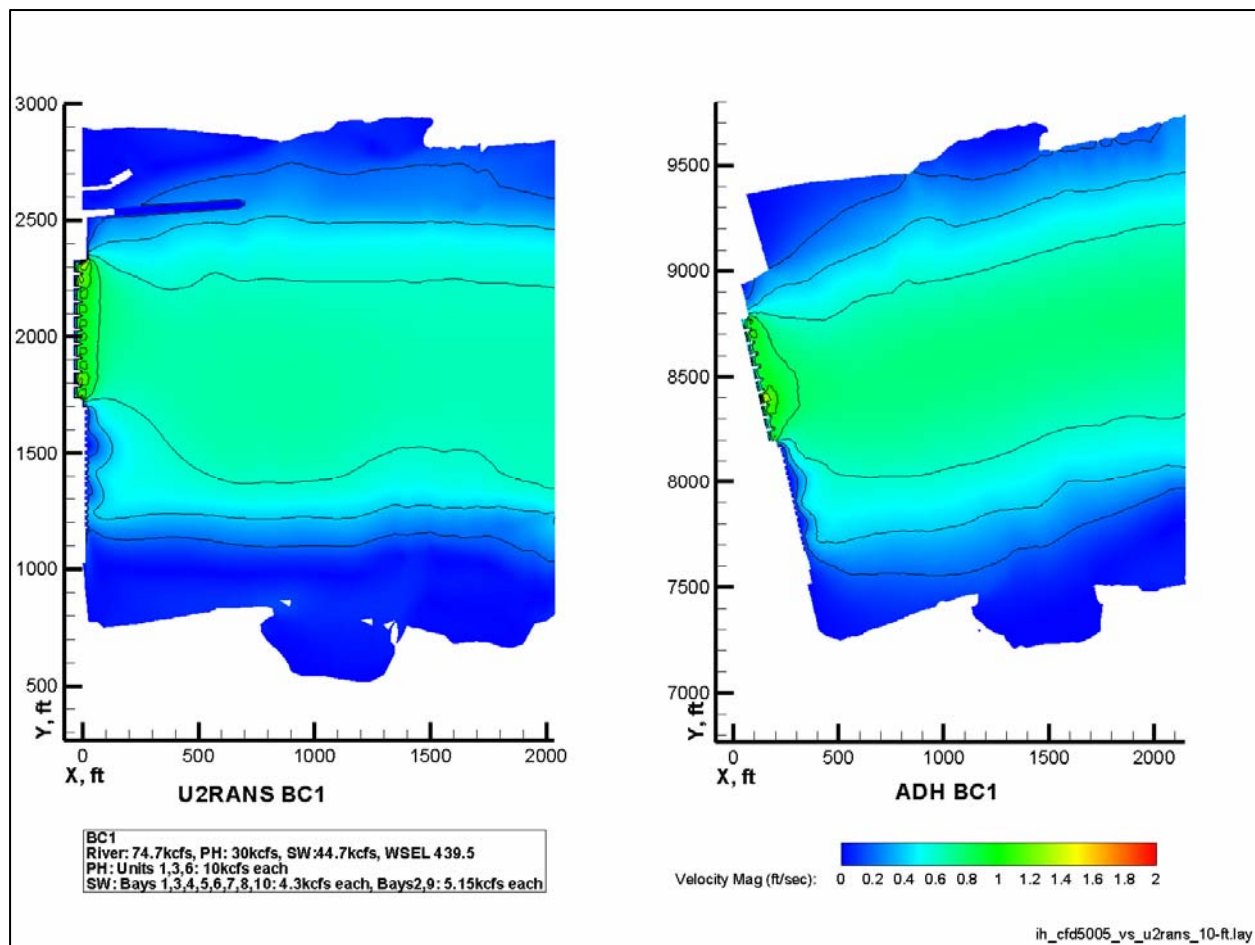 3000
2500
2000
1500
1000
500
Y, ft
0 500 1000 1500 2000
X, ft
U2RANS BC1
9500
9000
8500
8000
7500
7000
Y, ft
0 500 1000 1500 2000
X, ft
ADH BC1
BC1
River: 74.7kcfs, PH: 30kcfs, SW:44.7kcfs, WSEL 439.5
PH: Units 1,3,6: 10kcfs each
SW: Bays 1,3,4,5,6,7,8,10: 4.3kcfs each, Bays2,9: 5.15kcfs each
Velocity Mag (ft/sec): 0 0.2 0.4 0.6 0.8 1 1.2 1.4 1.6 1.8 2
ih_cfd5005_vs_u2rans_10-ft.lay